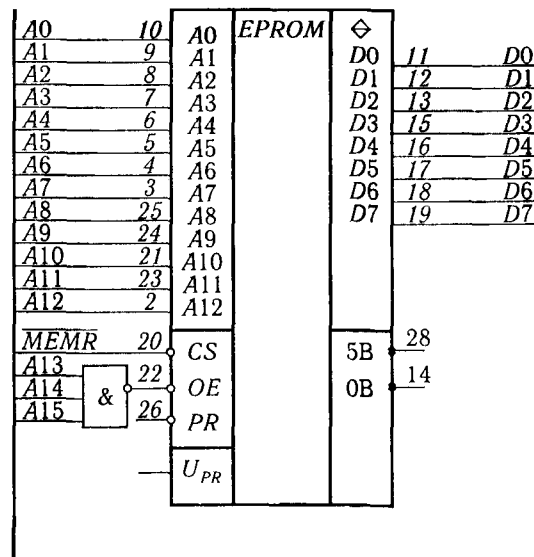 A0 10 A0 EPROM ◇
A1 9 A1 D0 11 D0
A2 8 A2 D1 12 D1
A3 7 A3 D2 13 D2
A4 6 A4 D3 15 D3
A5 5 A5 D4 16 D4
A6 4 A6 D5 17 D5
A7 3 A7 D6 18 D6
A8 25 A8 D7 19 D7
A9 24 A9
A10 21 A10
A11 23 A11
A12 2 A12
MEMR 20 CS 5В 28
A13
A14 & 22 OE 0В 14
A15 26 PR
U_PR